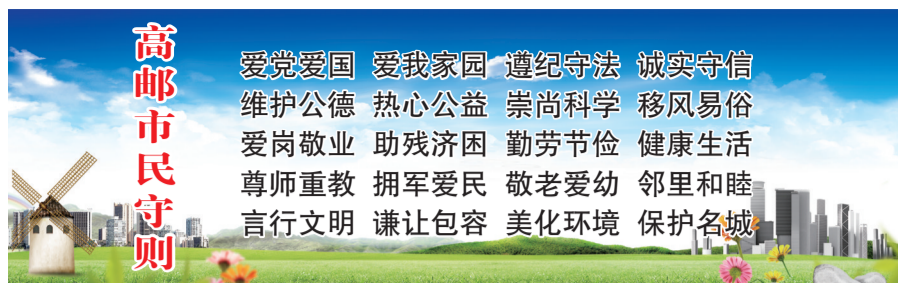 高邮市民守则
爱党爱国 爱我家园 遵纪守法 诚实守信
维护公德 热心公益 崇尚科学 移风易俗
爱岗敬业 助残济困 勤劳节俭 健康生活
尊师重教 拥军爱民 敬老爱幼 邻里和睦
言行文明 谦让包容 美化环境 保护名城